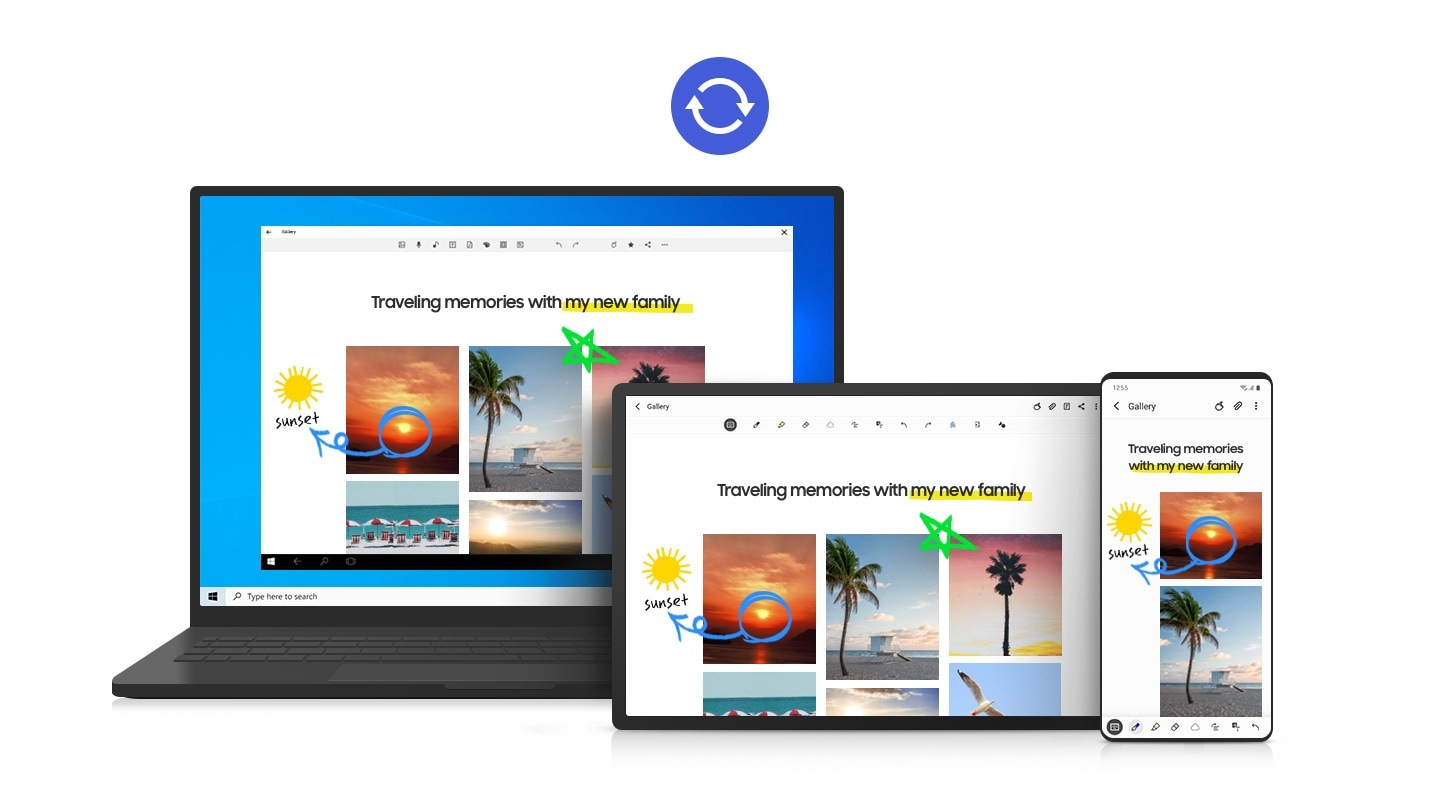 Gallery
Traveling memories with my new family
sunset
Type here to search
Gallery
Traveling memories with my new family
sunset
12:55
Gallery
Traveling memories
with my new family
sunset